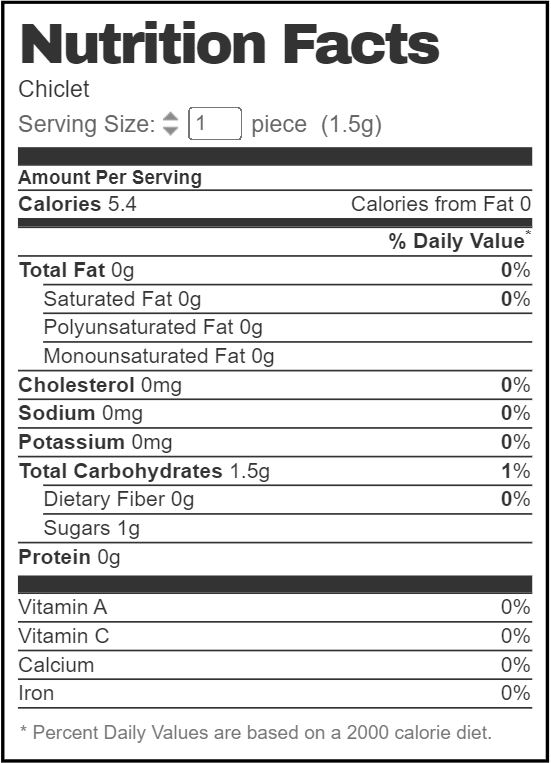 Nutrition Facts
Chiclet
Serving Size: 1 piece (1.5g)
Amount Per Serving
Calories 5.4 Calories from Fat 0
% Daily Value*
Total Fat 0g 0%
Saturated Fat 0g 0%
Polyunsaturated Fat 0g
Monounsaturated Fat 0g
Cholesterol 0mg 0%
Sodium 0mg 0%
Potassium 0mg 0%
Total Carbohydrates 1.5g 1%
Dietary Fiber 0g 0%
Sugars 1g
Protein 0g
Vitamin A 0%
Vitamin C 0%
Calcium 0%
Iron 0%
* Percent Daily Values are based on a 2000 calorie diet.